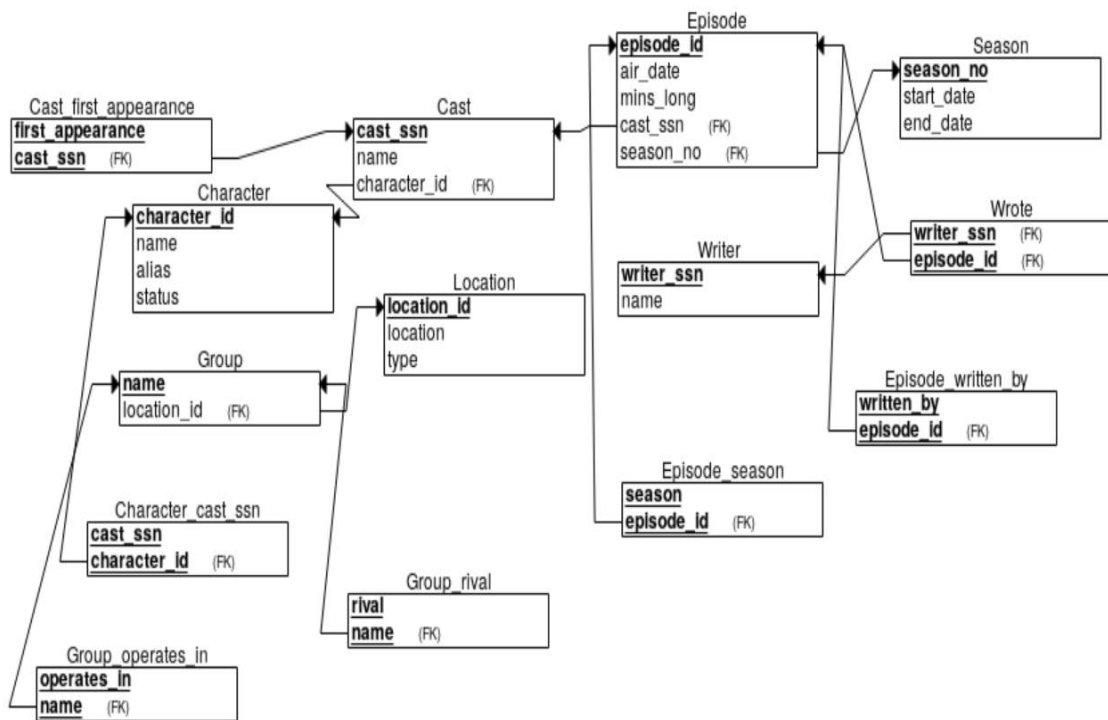 Episode
episode_id
air_date
mins_long
cast_ssn (FK)
season_no (FK)
Season
season_no
start_date
end_date
Cast_first_appearance
first_appearance
cast_ssn (FK)
Cast
cast_ssn
name
character_id (FK)
Character
character_id
name
alias
status
Wrote
writer_ssn (FK)
episode_id (FK)
Writer
writer_ssn
name
Location
location_id
location
type
Group
name
location_id (FK)
Episode_written_by
written_by
episode_id (FK)
Episode_season
season
episode_id (FK)
Character_cast_ssn
cast_ssn
character_id (FK)
Group_rival
rival
name (FK)
Group_operates_in
operates_in
name (FK)